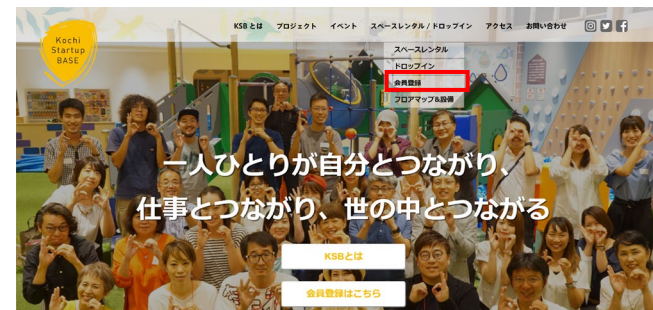 Kochi
Startup
BASE
KSBとは プロジェクト イベント スペースレンタル / ドロップイン アクセス お問い合わせ
スペースレンタル
ドロップイン
会員登録
フロアマップ&設備
一人ひとりが自分とつながり、
仕事とつながり、世の中とつながる
KSBとは
会員登録はこちら